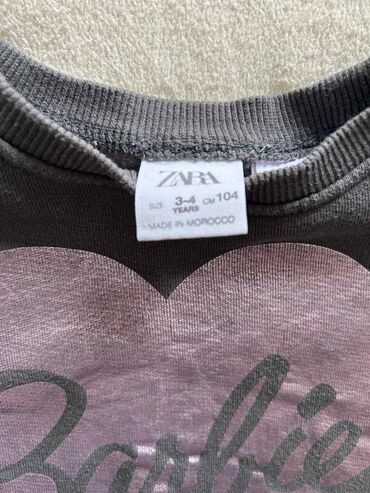 ZARA
SIZE 3-4 CM 104
YEARS
MADE IN MOROCCO
Barbie